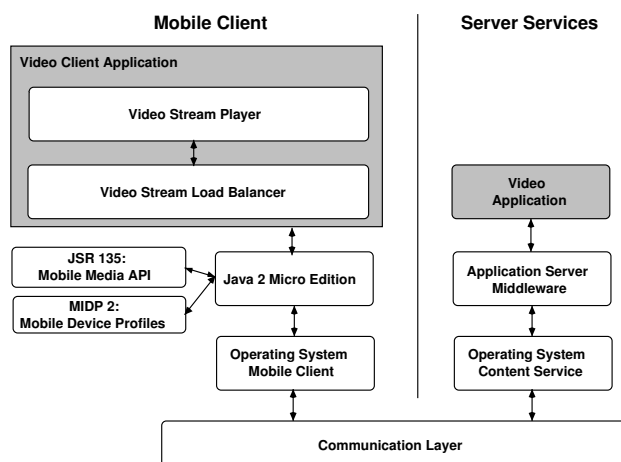 Mobile Client
Server Services
Video Client Application
Video Stream Player
Video Stream Load Balancer
Video
Application
JSR 135:
Mobile Media API
MIDP 2:
Mobile Device Profiles
Java 2 Micro Edition
Application Server
Middleware
Operating System
Mobile Client
Operating System
Content Service
Communication Layer